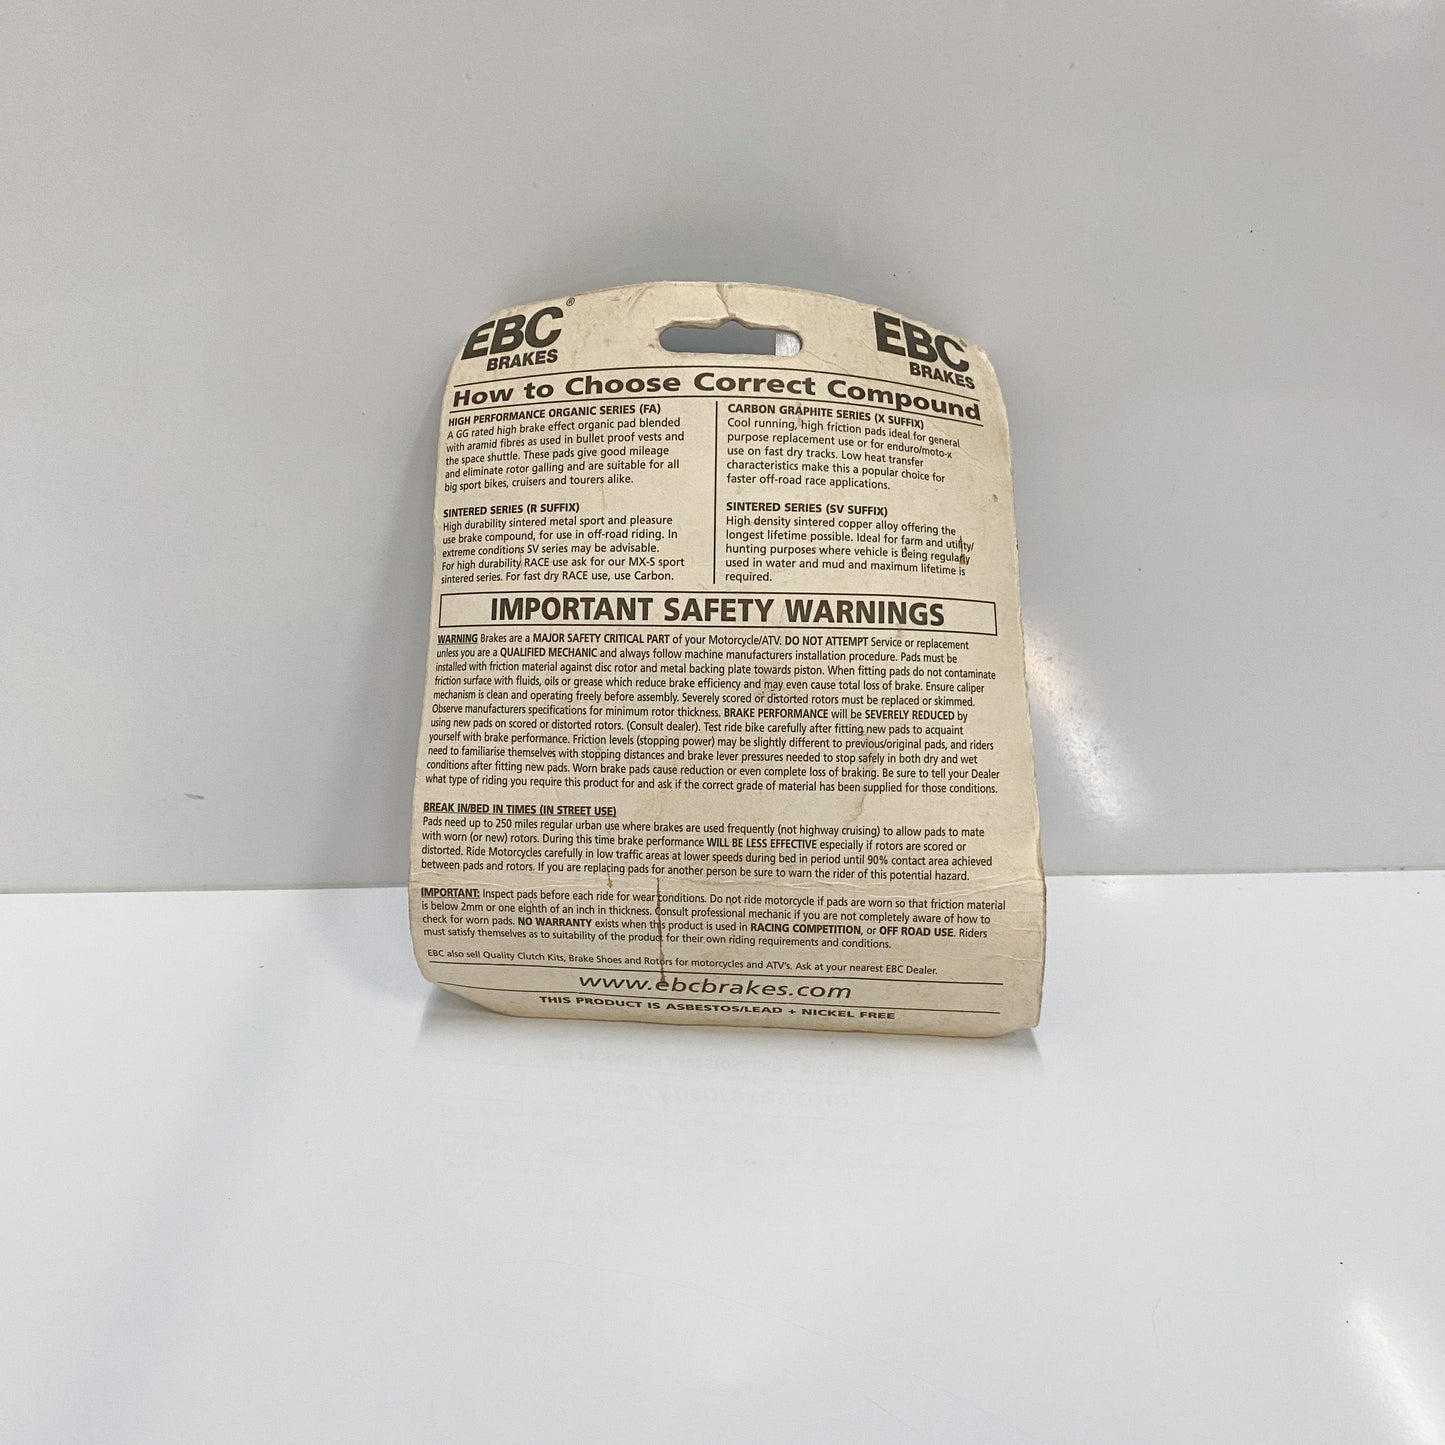 EBC®
BRAKES
EBC
BRAKES
How to Choose Correct Compound
HIGH PERFORMANCE ORGANIC SERIES (FA)
A GG rated high brake effect organic pad blended
with aramid fibres as used in bullet proof vests and
the space shuttle. These pads give good mileage
and eliminate rotor galling and are suitable for all
big sport bikes, cruisers and tourers alike.
SINTERED SERIES (R SUFFIX)
High durability sintered metal sport and pleasure
use brake compound, for use in off-road riding. In
extreme conditions SV series may be advisable.
For high durability RACE use ask for our MX-S sport
sintered series. For fast dry RACE use, use Carbon.
CARBON GRAPHITE SERIES (X SUFFIX)
Cool running, high friction pads ideal for general
purpose replacement use or for enduro/moto-x
use on fast dry tracks. Low heat transfer
characteristics make this a popular choice for
faster off-road race applications.
SINTERED SERIES (SV SUFFIX)
High density sintered copper alloy offering the
longest lifetime possible. Ideal for farm and utility/
hunting purposes where vehicle is being regularly
used in water and mud and maximum lifetime is
required.
IMPORTANT SAFETY WARNINGS
WARNING Brakes are a MAJOR SAFETY CRITICAL PART of your Motorcycle/ATV. DO NOT ATTEMPT Service or replacement
unless you are a QUALIFIED MECHANIC and always follow machine manufacturers installation procedure. Pads must be
installed with friction material against disc rotor and metal backing plate towards piston. When fitting pads do not contaminate
friction surface with fluids, oils or grease which reduce brake efficiency and may even cause total loss of brake. Ensure caliper
mechanism is clean and operating freely before assembly. Severely scored or distorted rotors must be replaced or skimmed.
Observe manufacturers specifications for minimum rotor thickness. BRAKE PERFORMANCE will be SEVERELY REDUCED by
using new pads on scored or distorted rotors. (Consult dealer). Test ride bike carefully after fitting new pads to acquaint
yourself with brake performance. Friction levels (stopping power) may be slightly different to previous/original pads, and riders
need to familiarise themselves with stopping distances and brake lever pressures needed to stop safely in both dry and wet
conditions after fitting new pads. Worn brake pads cause reduction or even complete loss of braking. Be sure to tell your Dealer
what type of riding you require this product for and ask if the correct grade of material has been supplied for those conditions.
BREAK IN/BED IN TIMES (IN STREET USE)
Pads need up to 250 miles regular urban use where brakes are used frequently (not highway cruising) to allow pads to mate
with worn (or new) rotors. During this time brake performance WILL BE LESS EFFECTIVE especially if rotors are scored or
distorted. Ride Motorcycles carefully in low traffic areas at lower speeds during bed in period until 90% contact area achieved
between pads and rotors. If you are replacing pads for another person be sure to warn the rider of this potential hazard.
IMPORTANT: Inspect pads before each ride for wear conditions. Do not ride motorcycle if pads are worn so that friction material
is below 2mm or one eighth of an inch in thickness. Consult professional mechanic if you are not completely aware of how to
check for worn pads. NO WARRANTY exists when this product is used in RACING COMPETITION, or OFF ROAD USE. Riders
must satisfy themselves as to suitability of the product for their own riding requirements and conditions.
EBC also sell Quality Clutch Kits, Brake Shoes and Rotors for motorcycles and ATV's. Ask at your nearest EBC Dealer.
www.ebcbrakes.com
THIS PRODUCT IS ASBESTOS/LEAD + NICKEL FREE